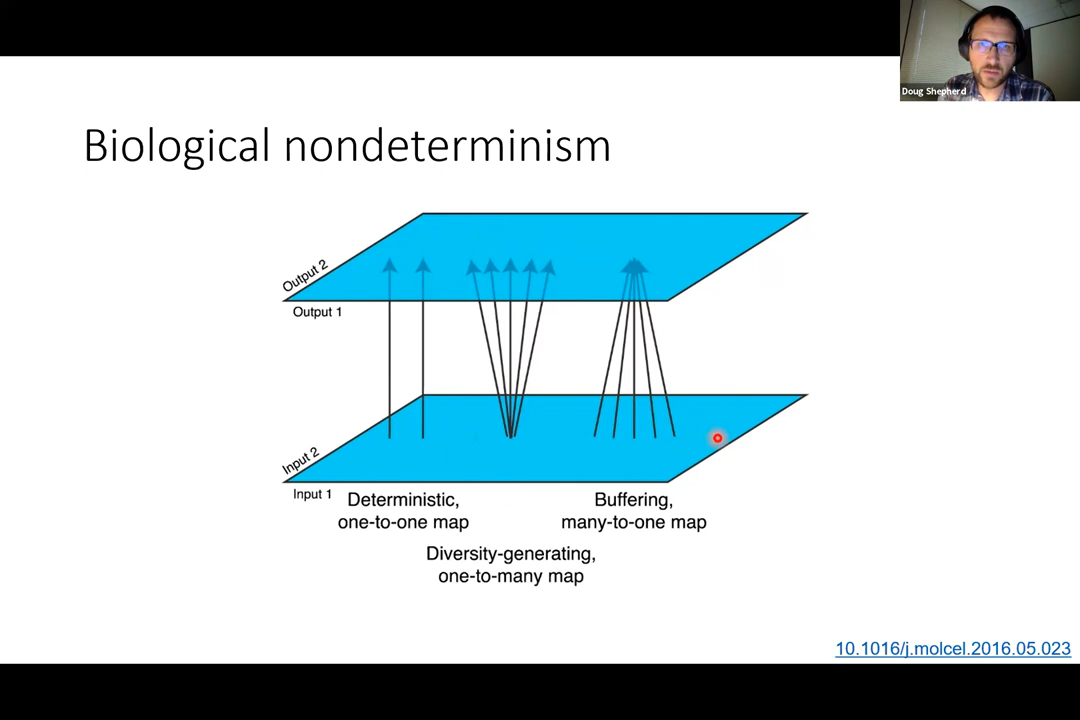 Doug Shepherd
Biological nondeterminism
Output 2
Output 1
Input 2
Input 1
Deterministic,
one-to-one map
Buffering,
many-to-one map
Diversity-generating,
one-to-many map
10.1016/j.molcel.2016.05.023